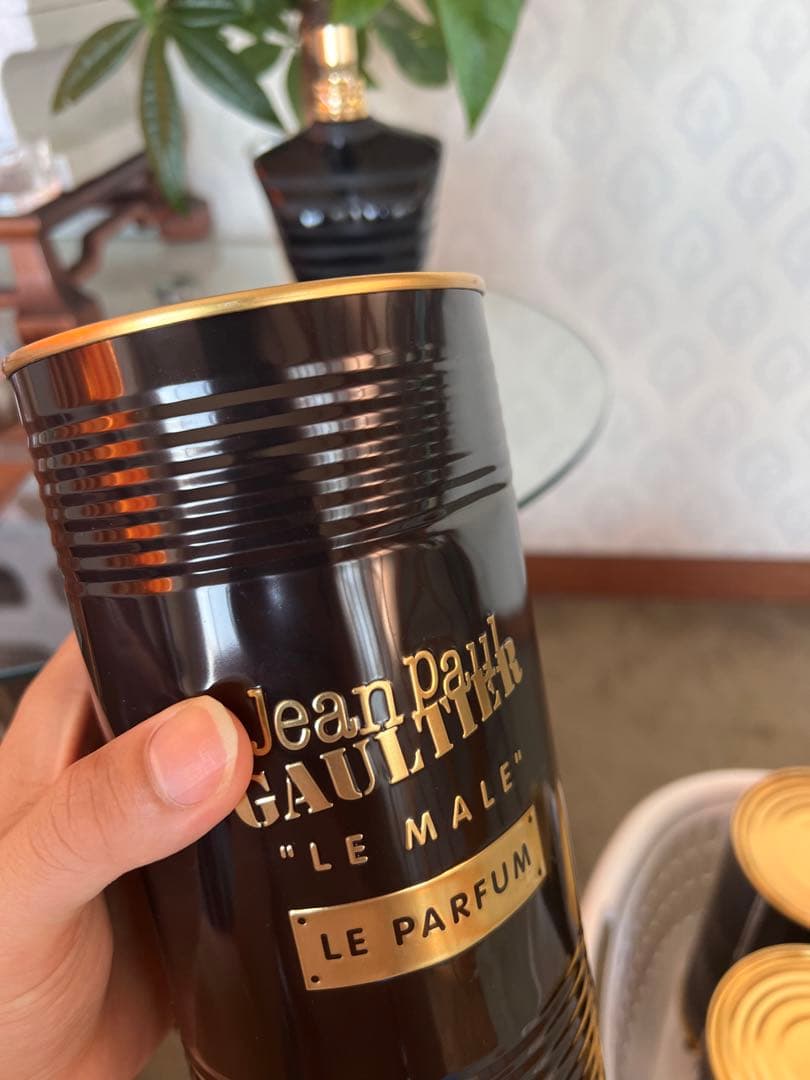 Jean paul
GAULTIER
"LE MALE"
LE PARFUM